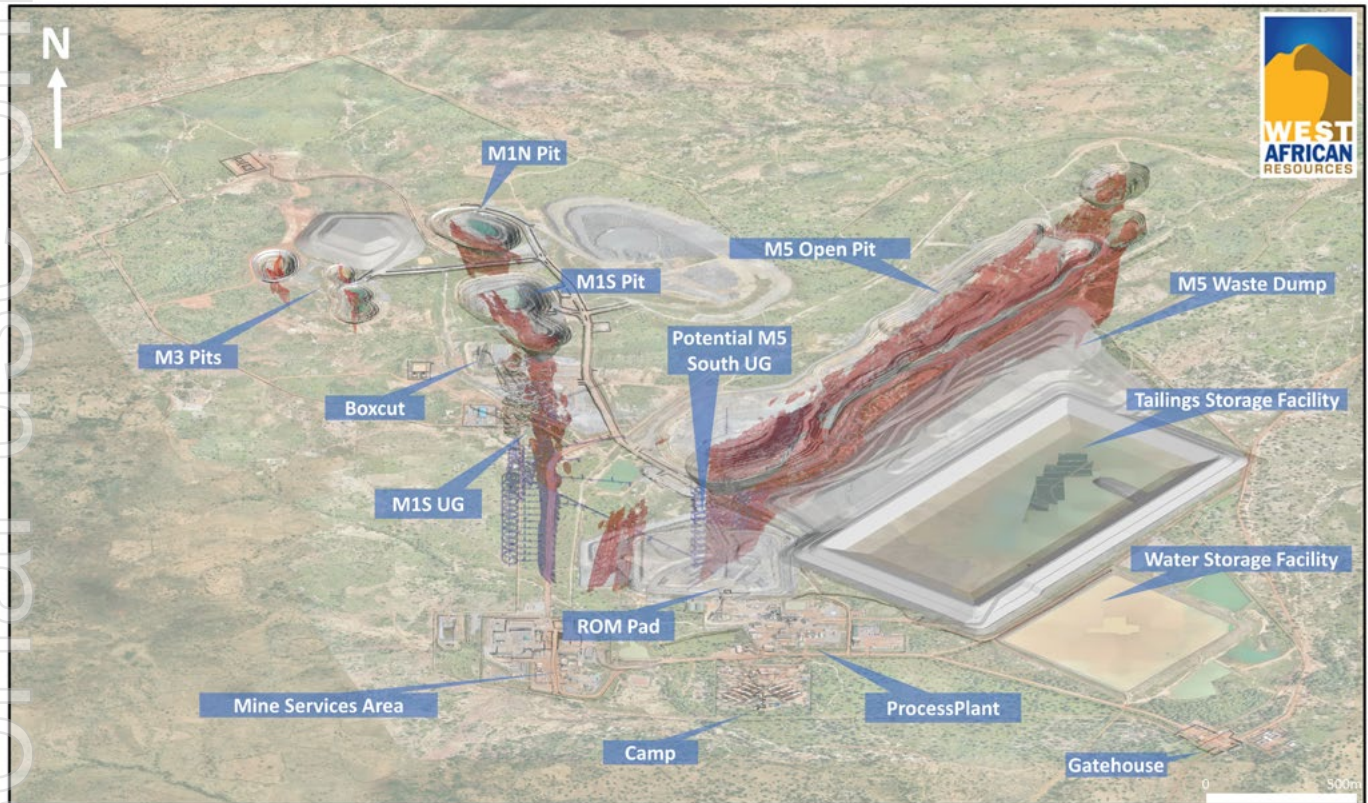 N
WEST
AFRICAN
RESOURCES
M1N Pit
M5 Open Pit
M1S Pit
M5 Waste Dump
Potential M5
South UG
M3 Pits
Boxcut
Tailings Storage Facility
M1S UG
Water Storage Facility
ROM Pad
Mine Services Area
ProcessPlant
Camp
Gatehouse
0 500m